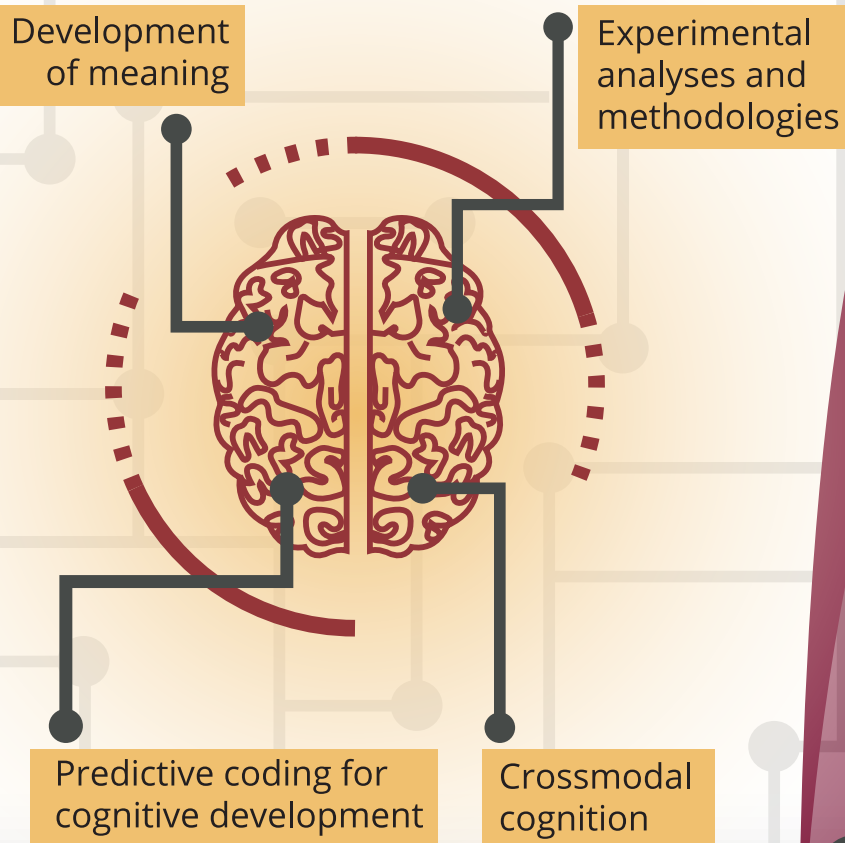 Development
of meaning
Experimental
analyses and
methodologies
Predictive coding for
cognitive development
Crossmodal
cognition